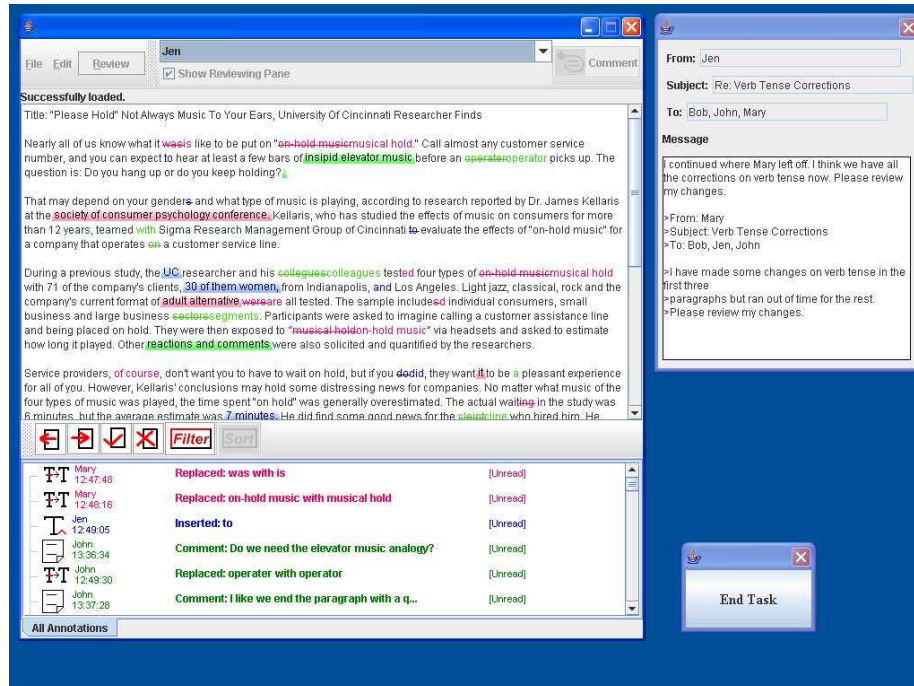 File Edit Review
Jen
Show Reviewing Pane
Comment
Successfully loaded.
Title: "Please Hold" Not Always Music To Your Ears, University Of Cincinnati Researcher Finds
Nearly all of us know what it wasis like to be put on "on-hold musicmusical hold." Call almost any customer service
number, and you can expect to hear at least a few bars of insipid elevator music before an operateroperator picks up. The
question is: Do you hang up or do you keep holding?
That may depend on your genders and what type of music is playing, according to research reported by Dr. James Kellaris
at the society of consumer psychology conference. Kellaris, who has studied the effects of music on consumers for more
than 12 years, teamed with Sigma Research Management Group of Cincinnati to evaluate the effects of "on-hold music" for
a company that operates on a customer service line.
During a previous study, the UC researcher and his colleguescolleagues tested four types of on-hold musicmusical hold
with 71 of the company's clients, 30 of them women, from Indianapolis, and Los Angeles. Light jazz, classical, rock and the
company's current format of adult alternative wereare all tested. The sample includesd individual consumers, small
business and large business sectorssegments. Participants were asked to imagine calling a customer assistance line
and being placed on hold. They were then exposed to "musical holdon-hold music" via headsets and asked to estimate
how long it played. Other reactions and comments were also solicited and quantified by the researchers.
Service providers, of course, don't want you to have to wait on hold, but if you dodid, they want it to be a pleasant experience
for all of you. However, Kellaris' conclusions may hold some distressing news for companies. No matter what music of the
four types of music was played, the time spent "on hold" was generally overestimated. The actual waiting in the study was
6 minutes, but the average estimate was 7 minutes. He did find some good news for the cline who hired him. He
Filter Sort
Mary
12:47:48
Replaced: was with is
[Unread]
Mary
12:48:16
Replaced: on-hold music with musical hold
[Unread]
Jen
12:49:05
Inserted: to
[Unread]
John
13:36:34
Comment: Do we need the elevator music analogy?
[Unread]
John
12:49:30
Replaced: operater with operator
[Unread]
John
13:37:28
Comment: I like we end the paragraph with a q...
[Unread]
All Annotations
From: Jen
Subject: Re: Verb Tense Corrections
To: Bob, John, Mary
Message
I continued where Mary left off. I think we have all
the corrections on verb tense now. Please review
my changes.
>From: Mary
>Subject: Verb Tense Corrections
>To: Bob, Jen, John
>I have made some changes on verb tense in the
first three
>paragraphs but ran out of time for the rest.
>Please review my changes.
End Task